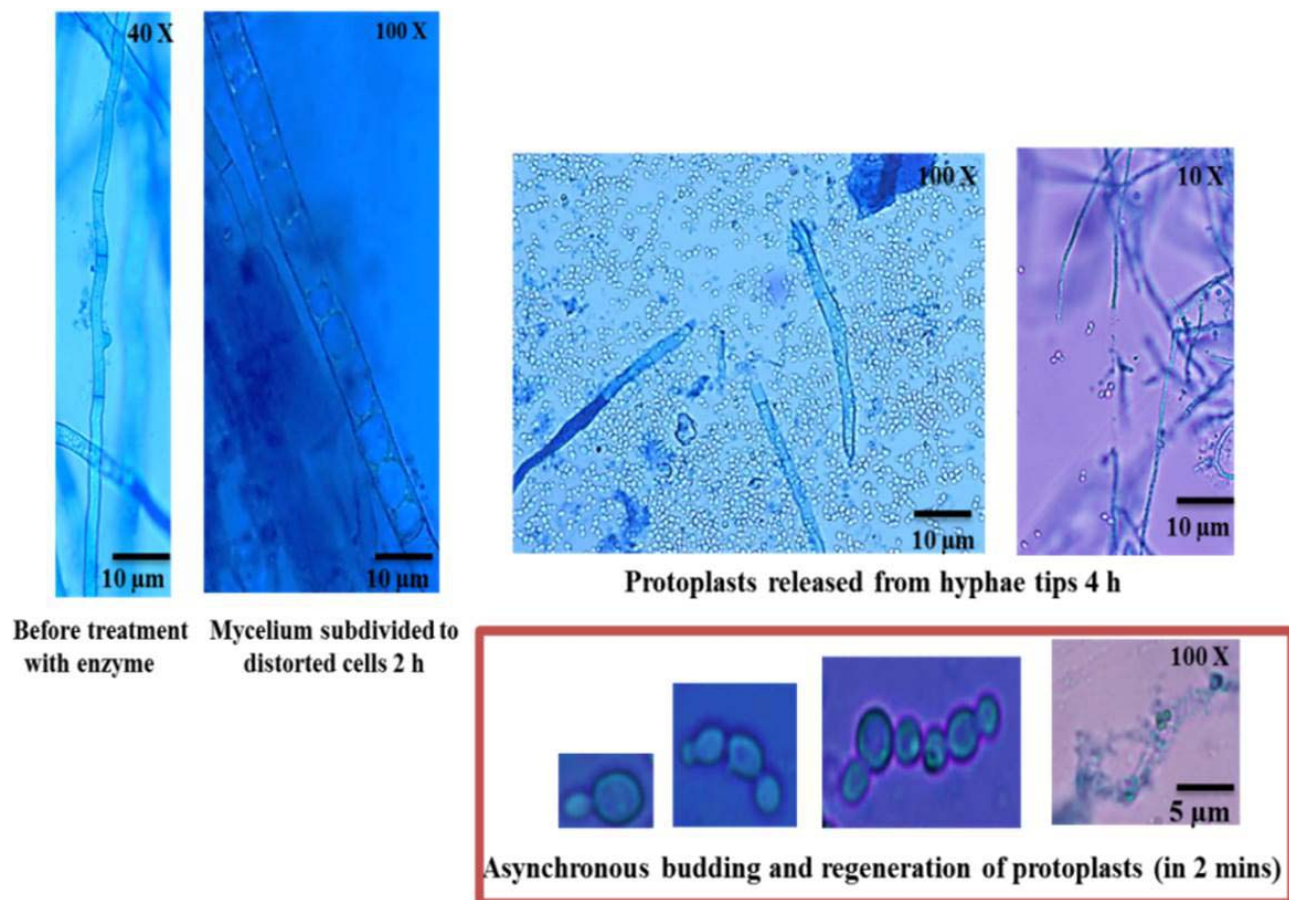 40 X
100 X
10 µm
10 µm
Before treatment
with enzyme
Mycelium subdivided to
distorted cells 2 h
100 X
10 X
10 µm
10 µm
Protoplasts released from hyphae tips 4 h
100 X
5 µm
Asynchronous budding and regeneration of protoplasts (in 2 mins)